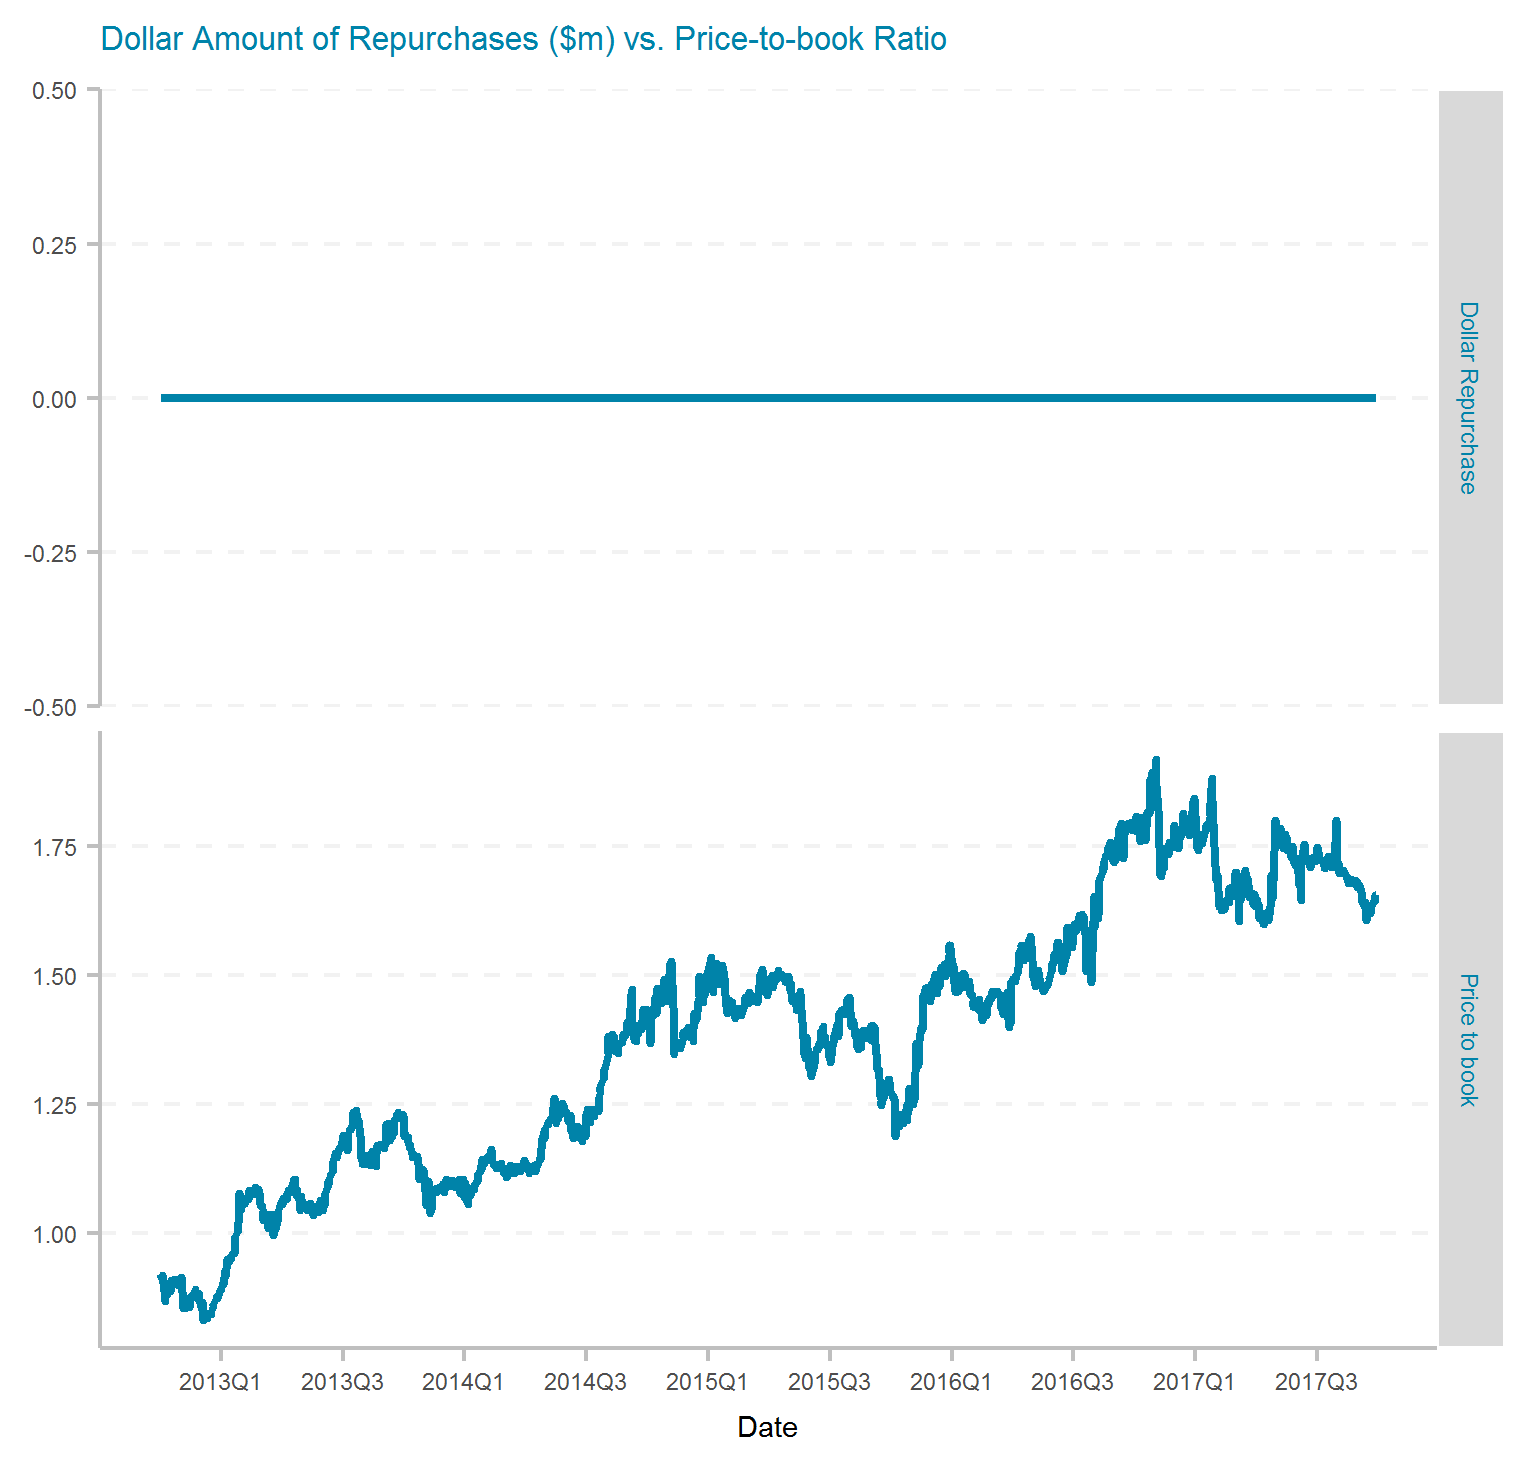 Dollar Amount of Repurchases ($m) vs. Price-to-book Ratio
0.50
0.25
0.00
-0.25
-0.50
Dollar Repurchase
1.75
1.50
1.25
1.00
Price to book
2013Q1 2013Q3 2014Q1 2014Q3 2015Q1 2015Q3 2016Q1 2016Q3 2017Q1 2017Q3
Date